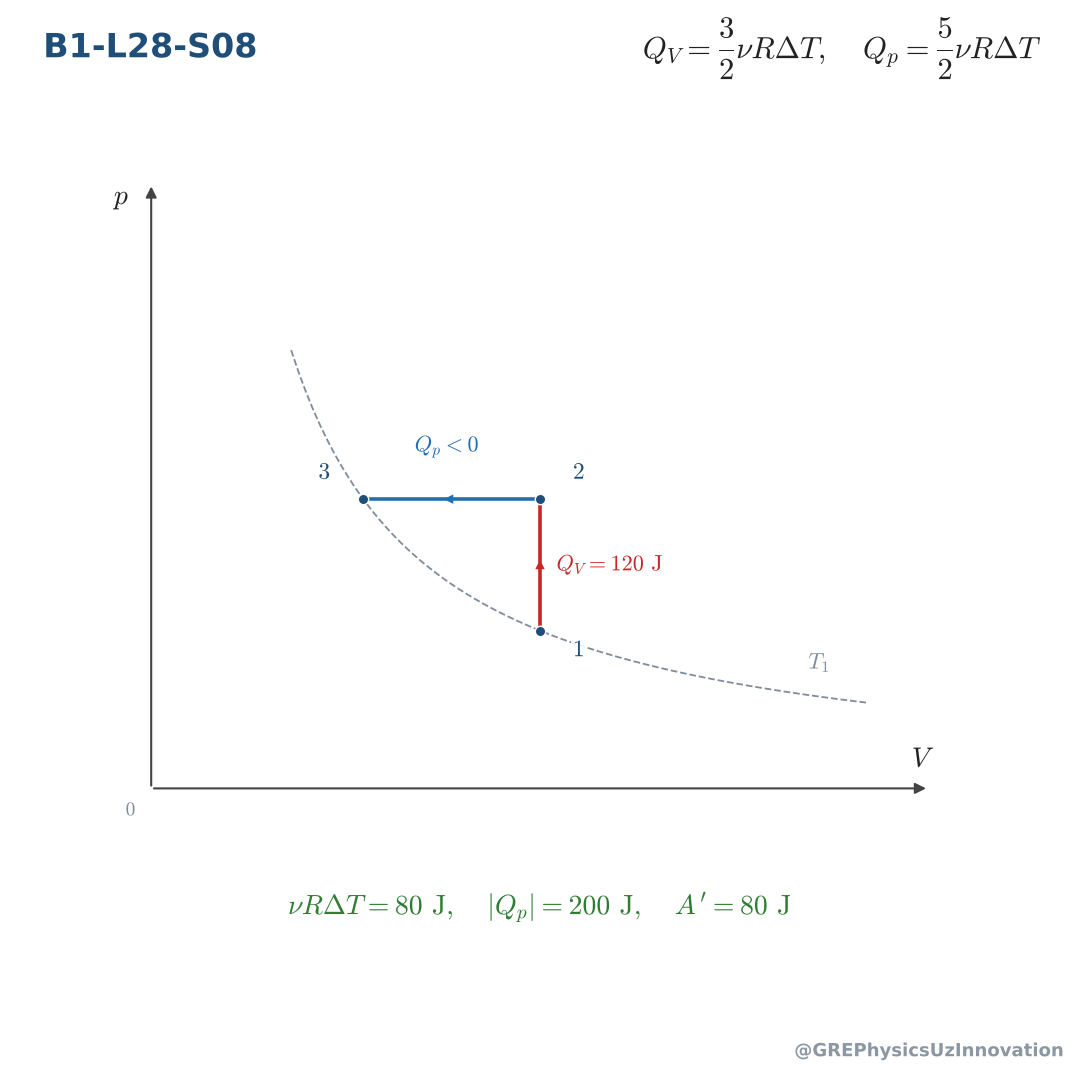 B1-L28-S08
Q_V = 3/2 νRΔT, Q_p = 5/2 νRΔT
p
Q_p < 0
3
2
Q_V = 120 J
1
T_1
V
0
νRΔT = 80 J, |Q_p| = 200 J, A′ = 80 J
@GREPhysicsUzInnovation